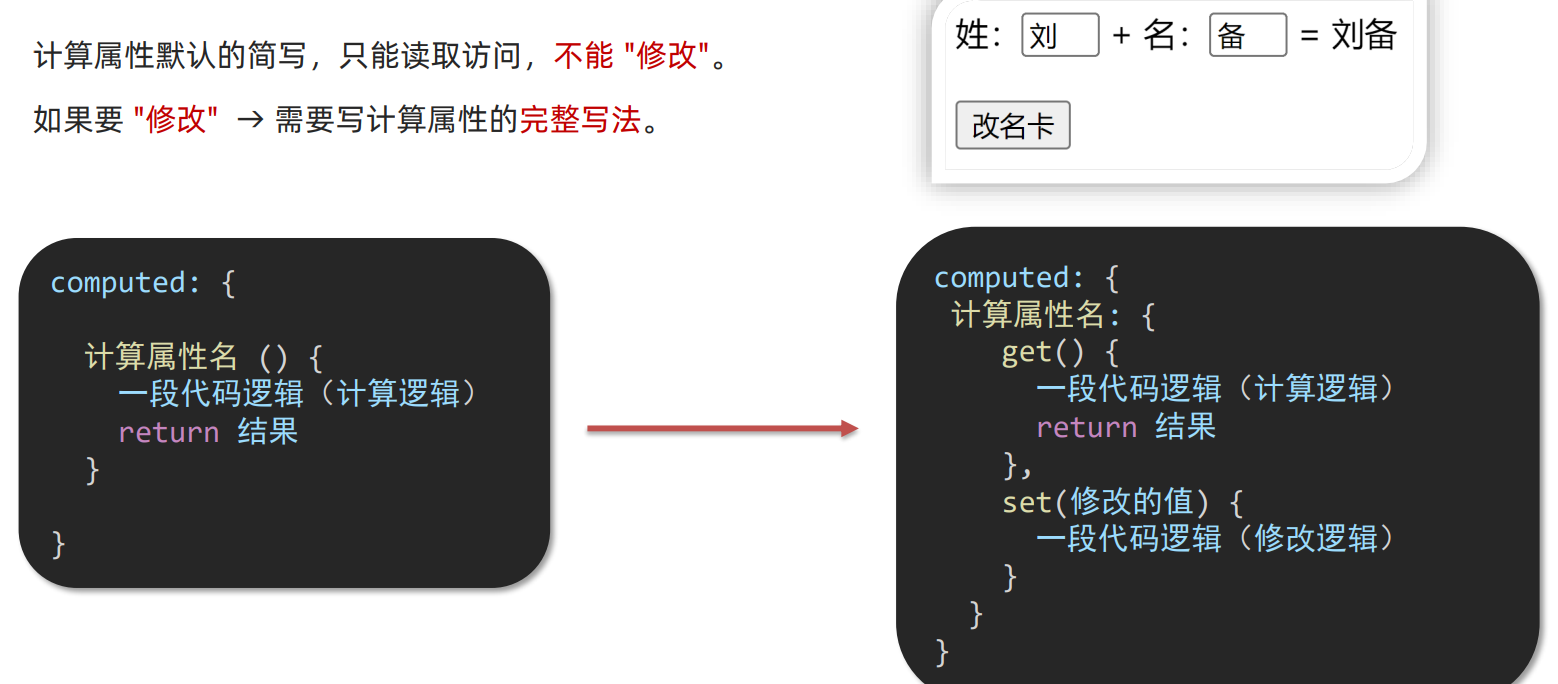 计算属性默认的简写，只能读取访问，不能 "修改"。
如果要 "修改" → 需要写计算属性的完整写法。
姓： 刘 + 名： 备 = 刘备
改名卡
computed: {
计算属性名 () {
一段代码逻辑（计算逻辑）
return 结果
}
}
computed: {
计算属性名: {
get() {
一段代码逻辑（计算逻辑）
return 结果
},
set(修改的值) {
一段代码逻辑（修改逻辑）
}
}
}